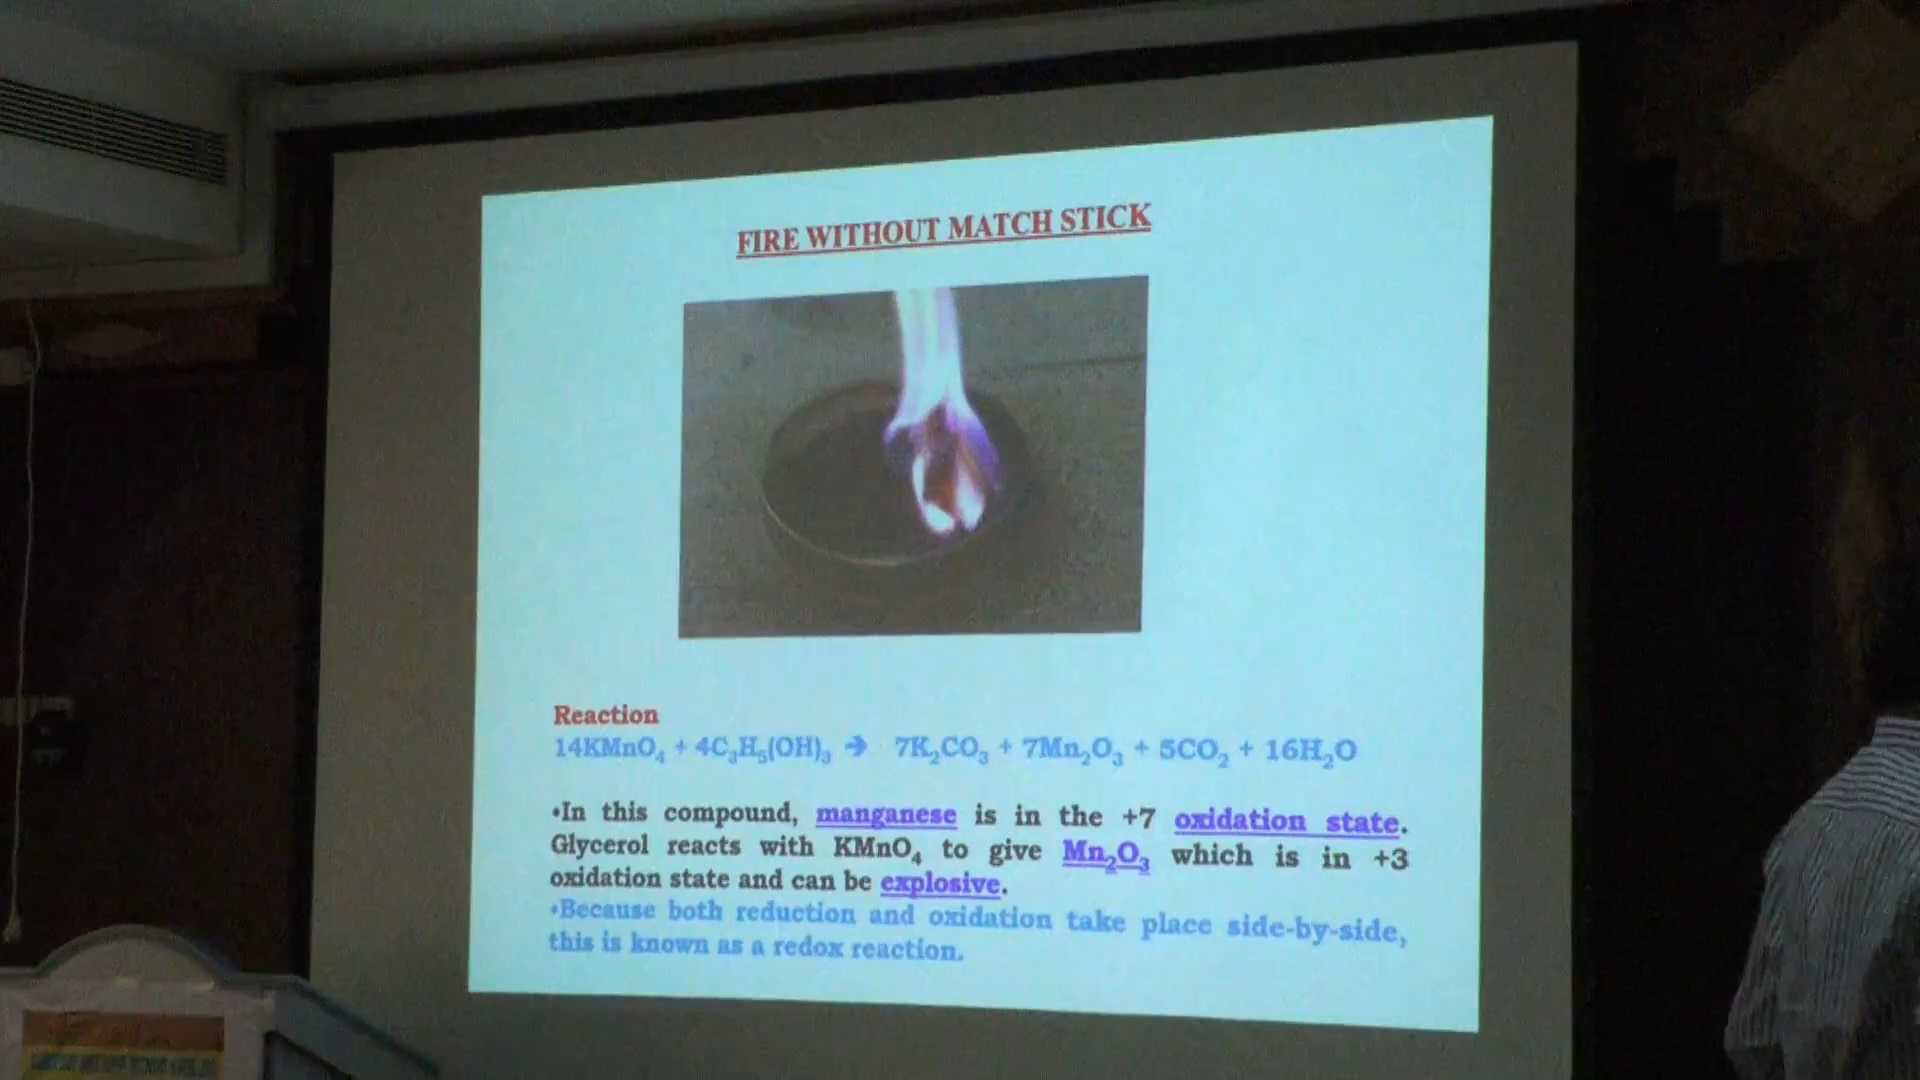 FIRE WITHOUT MATCH STICK
Reaction
14KMnO₄ + 4C₃H₅(OH)₃ ➔ 7K₂CO₃ + 7Mn₂O₃ + 5CO₂ + 16H₂O
•In this compound, manganese is in the +7 oxidation state.
Glycerol reacts with KMnO₄ to give Mn₂O₃ which is in +3
oxidation state and can be explosive.
•Because both reduction and oxidation take place side-by-side,
this is known as a redox reaction.